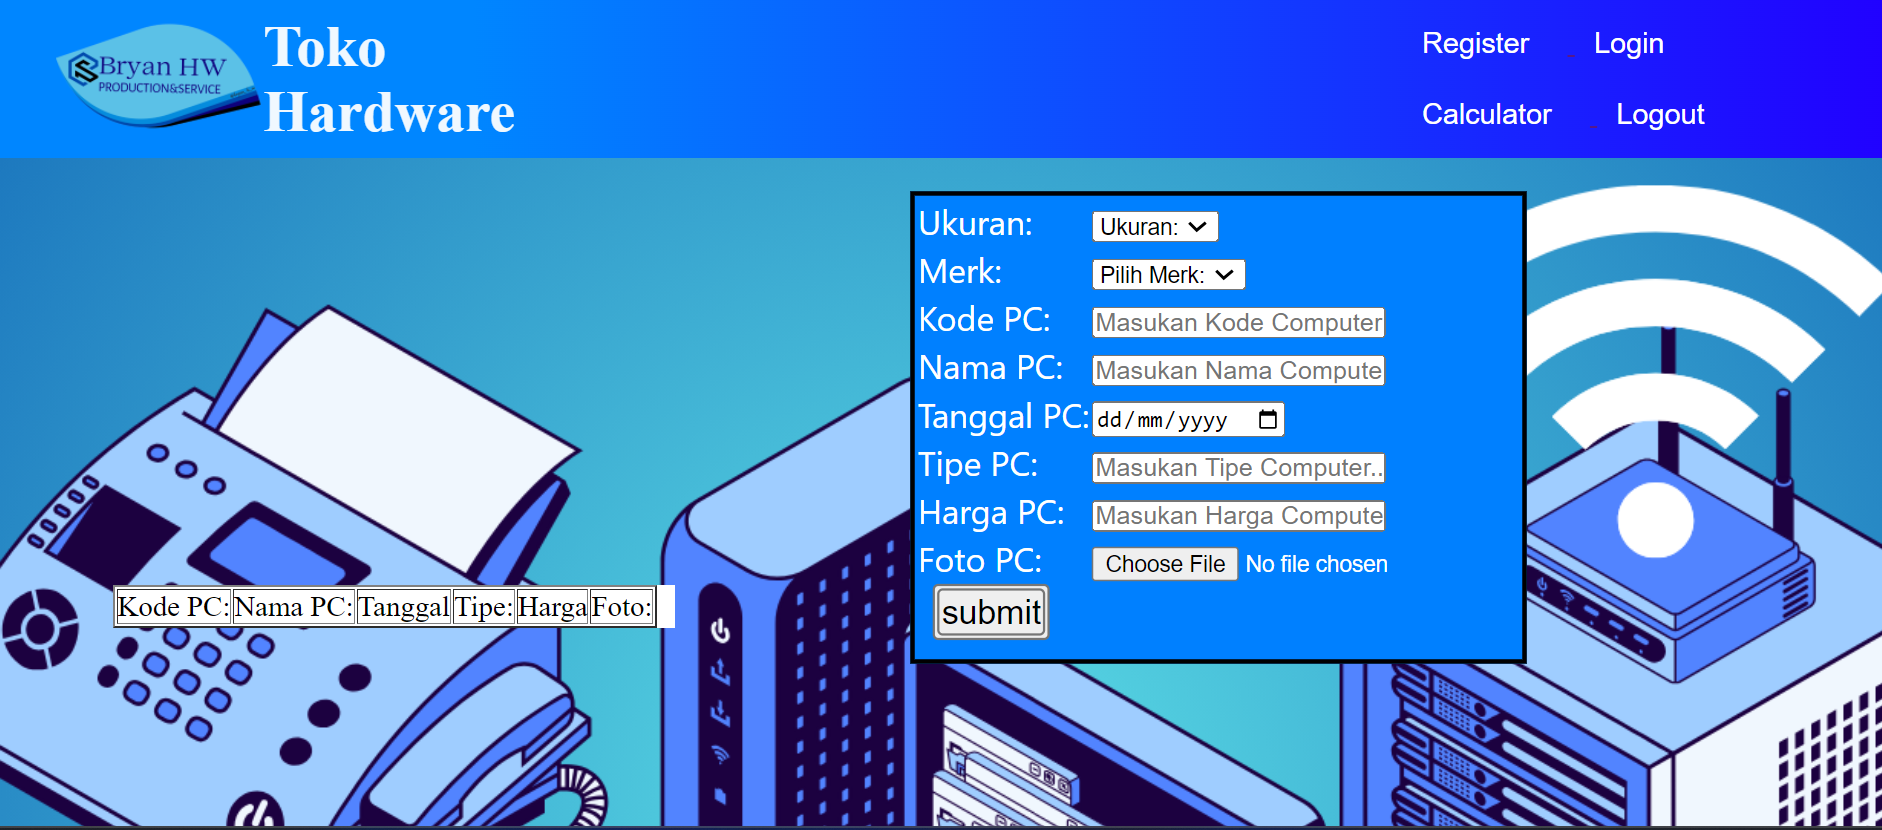 Bryan HW
PRODUCTION&SERVICE
Toko
Hardware
Register
Login
Calculator
Logout
Ukuran:
Ukuran:
Merk:
Pilih Merk:
Kode PC:
Masukan Kode Computer
Nama PC:
Masukan Nama Compute
Tanggal PC:
dd/mm/yyyy
Tipe PC:
Masukan Tipe Computer..
Harga PC:
Masukan Harga Compute
Foto PC:
Choose File No file chosen
submit
Kode PC: Nama PC: Tanggal Tipe: Harga Foto: